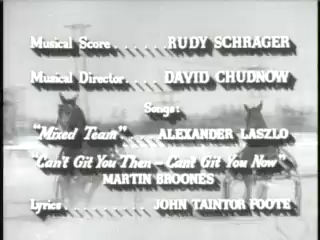 Musical Score . . . . . . RUDY SCHRAGER
Musical Director . . . . DAVID CHUDNOW
Songs:
"Mixed Team" . . . . ALEXANDER LASZLO
"Can't Git You Then — Can't Git You Now"
MARTIN BROONES
Lyrics . . . . . . . . . JOHN TAINTOR FOOTE